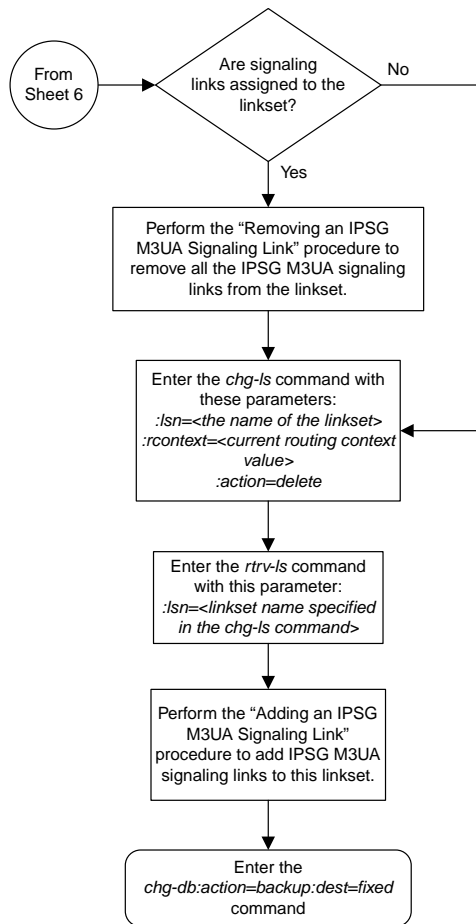 From
Sheet 6
Are signaling
links assigned to the
linkset?
No
Yes
Perform the “Removing an IPSG
M3UA Signaling Link” procedure to
remove all the IPSG M3UA signaling
links from the linkset.
Enter the chg-ls command with
these parameters:
:lsn=<the name of the linkset>
:rcontext=<current routing context
value>
:action=delete
Enter the rtrv-ls command
with this parameter:
:lsn=<linkset name specified
in the chg-ls command>
Perform the “Adding an IPSG
M3UA Signaling Link”
procedure to add IPSG M3UA
signaling links to this linkset.
Enter the
chg-db:action=backup:dest=fixed
command